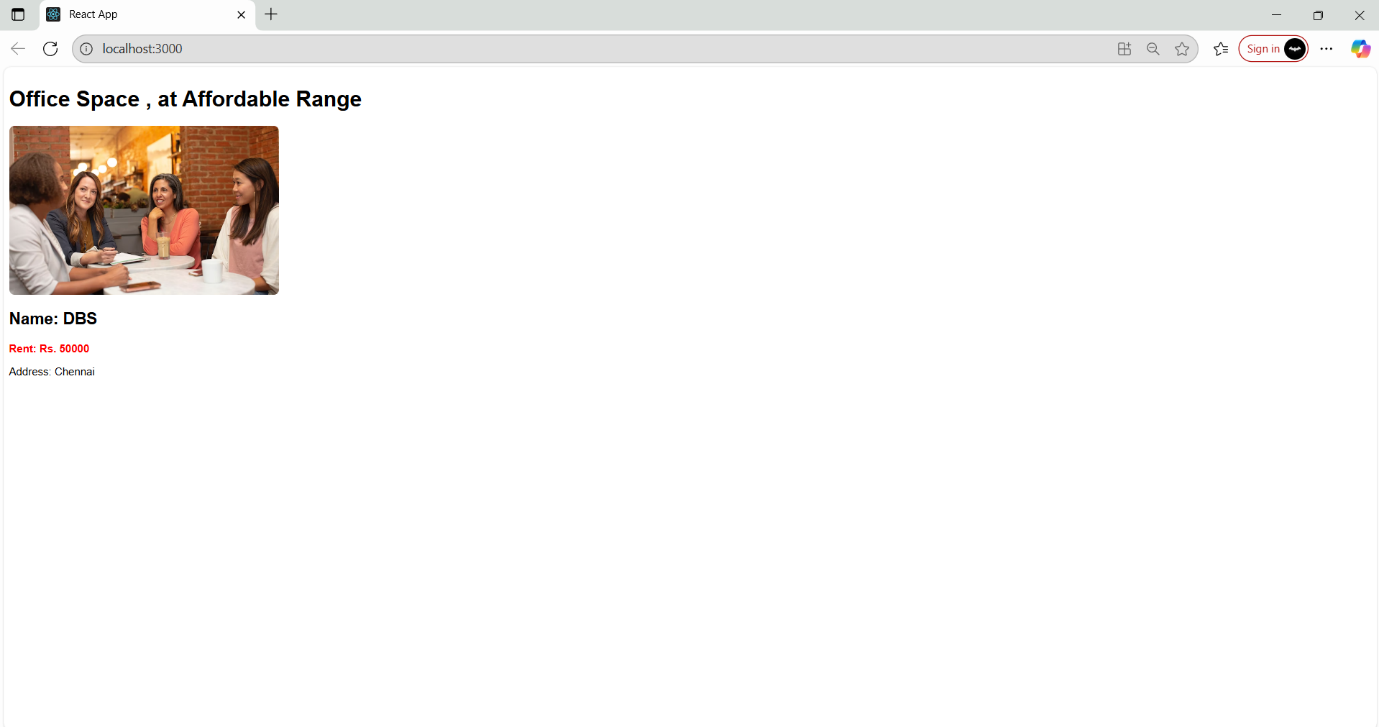 React App
localhost:3000
Sign in
Office Space , at Affordable Range
Name: DBS
Rent: Rs. 50000
Address: Chennai